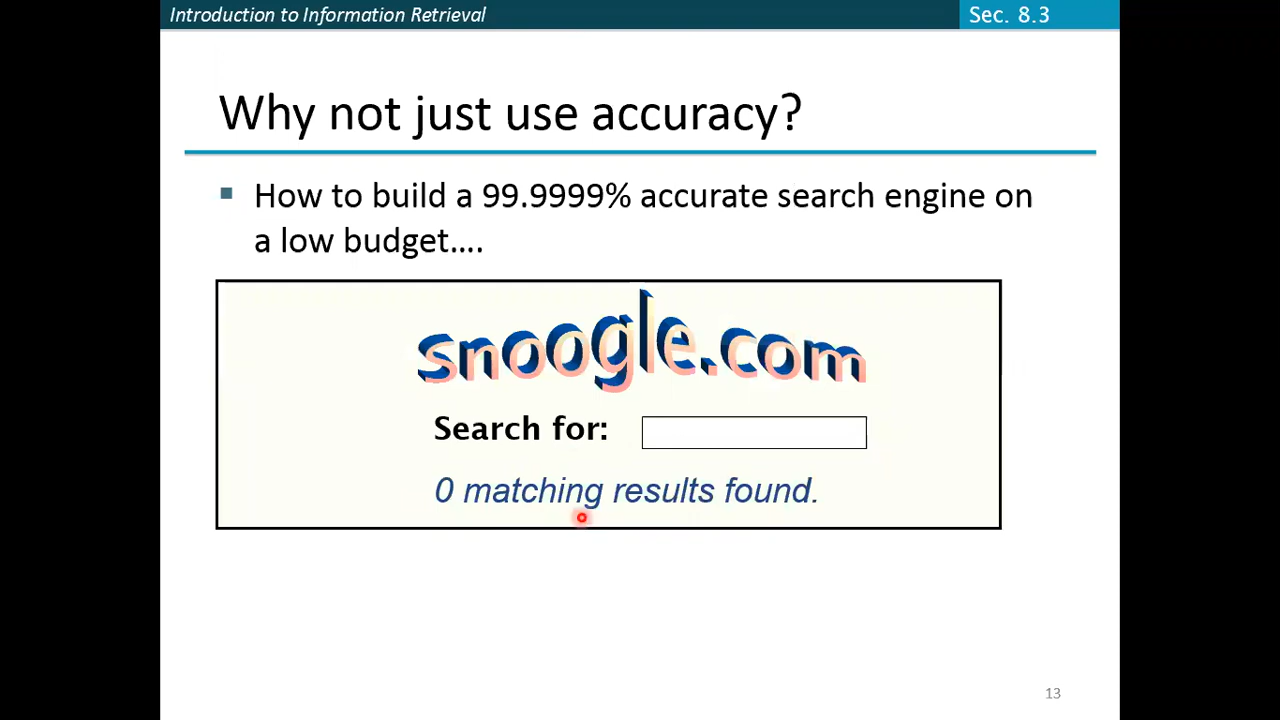 Introduction to Information Retrieval
Sec. 8.3
Why not just use accuracy?
How to build a 99.9999% accurate search engine on
a low budget....
snoogle.com
Search for:
0 matching results found.
13